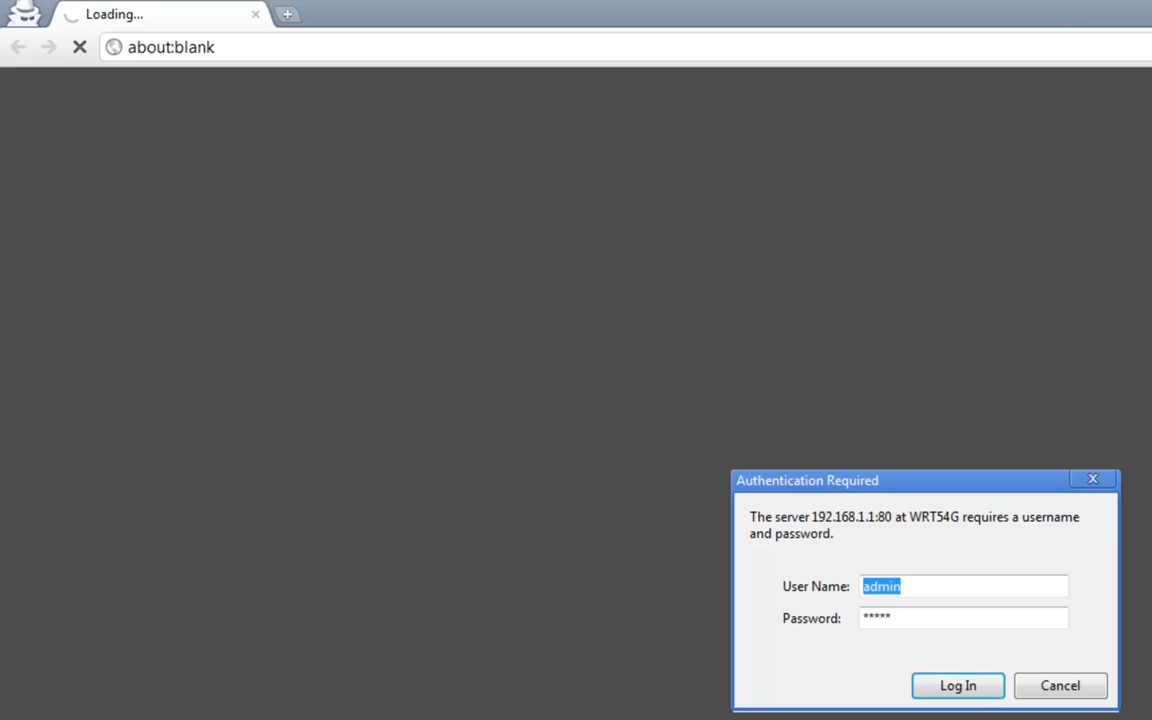 Loading...
about:blank
Authentication Required
The server 192.168.1.1:80 at WRT54G requires a username
and password.
User Name: admin
Password: *****
Log In Cancel